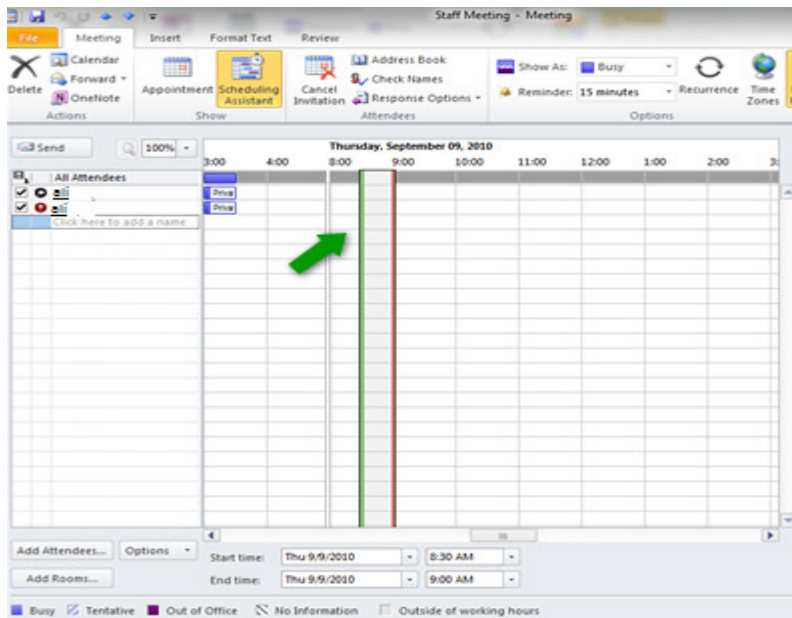 Staff Meeting - Meeting
File Meeting Insert Format Text Review
Delete Calendar Forward OneNote Appointment Scheduling Assistant Cancel Invitation Address Book Check Names Response Options Show As: Busy Reminder: 15 minutes Recurrence Time Zones
Actions Show Attendees Options
Send 100% Thursday, September 09, 2010
3:00 4:00 8:00 9:00 10:00 11:00 12:00 1:00 2:00 3:
All Attendees
Priva
Priva
Click here to add a name
Add Attendees... Options Start time: Thu 9/9/2010 8:30 AM
Add Rooms... End time: Thu 9/9/2010 9:00 AM
Busy Tentative Out of Office No Information Outside of working hours